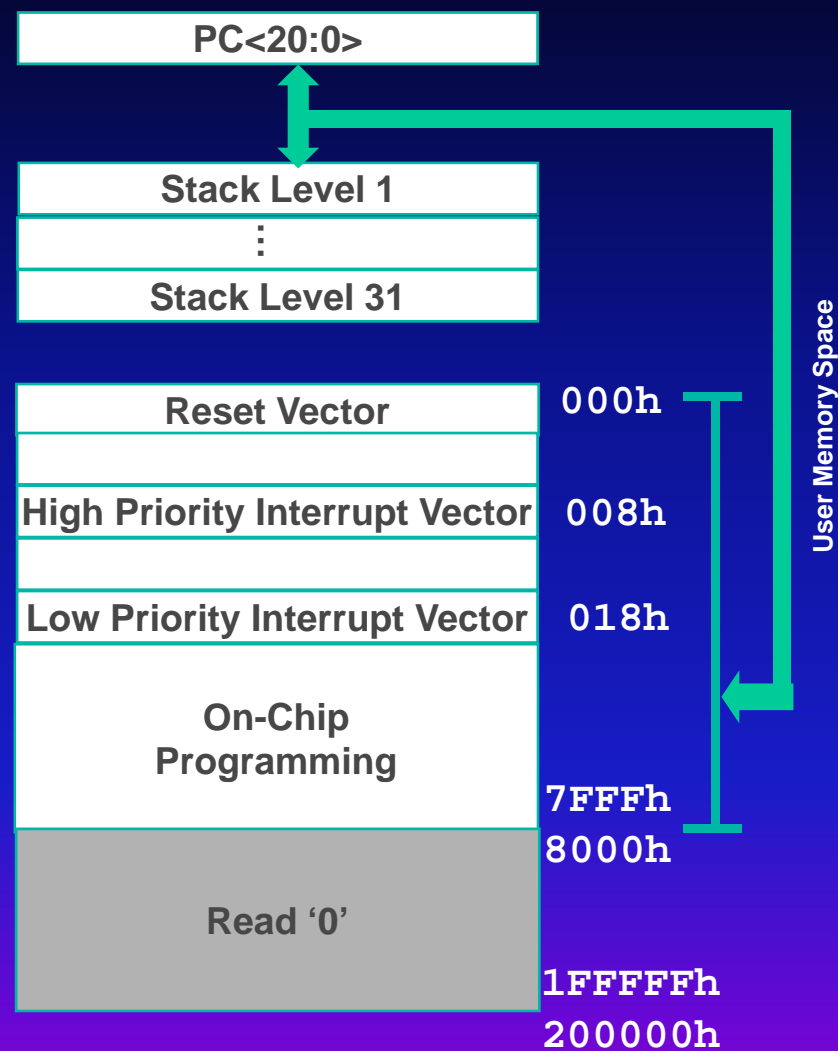 PC<20:0>
Stack Level 1
⋮
Stack Level 31
Reset Vector
000h
High Priority Interrupt Vector
008h
Low Priority Interrupt Vector
018h
On-Chip
Programming
7FFFh
8000h
Read ‘0’
1FFFFFh
200000h
User Memory Space